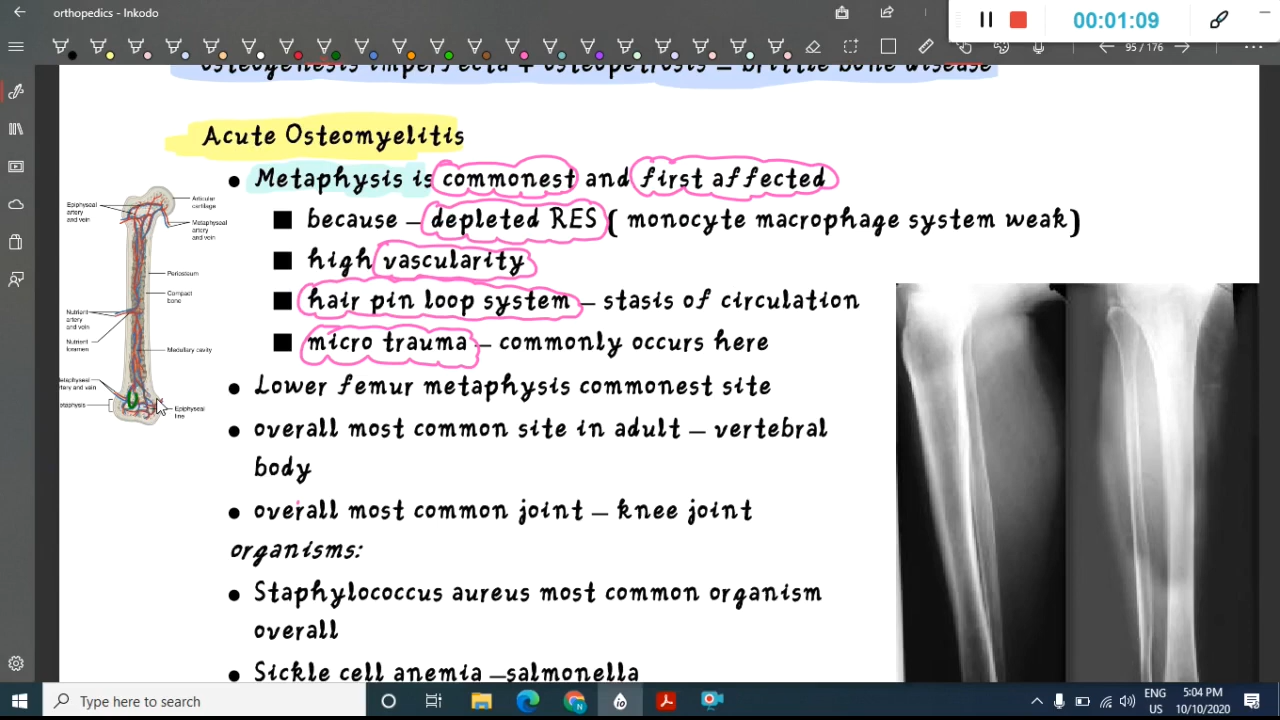 orthopedics - Inkodo
00:01:09
95 / 176
osteogenesis imperfecta + osteopetrosis = brittle bone disease
Acute Osteomyelitis
Metaphysis is commonest and first affected
because – depleted RES ( monocyte macrophage system weak)
high vascularity
hair pin loop system – stasis of circulation
micro trauma – commonly occurs here
Lower femur metaphysis commonest site
overall most common site in adult – vertebral
body
overall most common joint – knee joint
organisms:
Staphylococcus aureus most common organism
overall
Sickle cell anemia –salmonella
Epiphyseal
artery
and vein
Articular
cartilage
Metaphyseal
artery
and vein
Periosteum
Compact
bone
Nutrient
artery
and vein
Nutrient
foramen
Medullary cavity
etaphyseal
rtery and vein
etaphysis
Epiphyseal
line
Type here to search
ENG
US
5:04 PM
10/10/2020